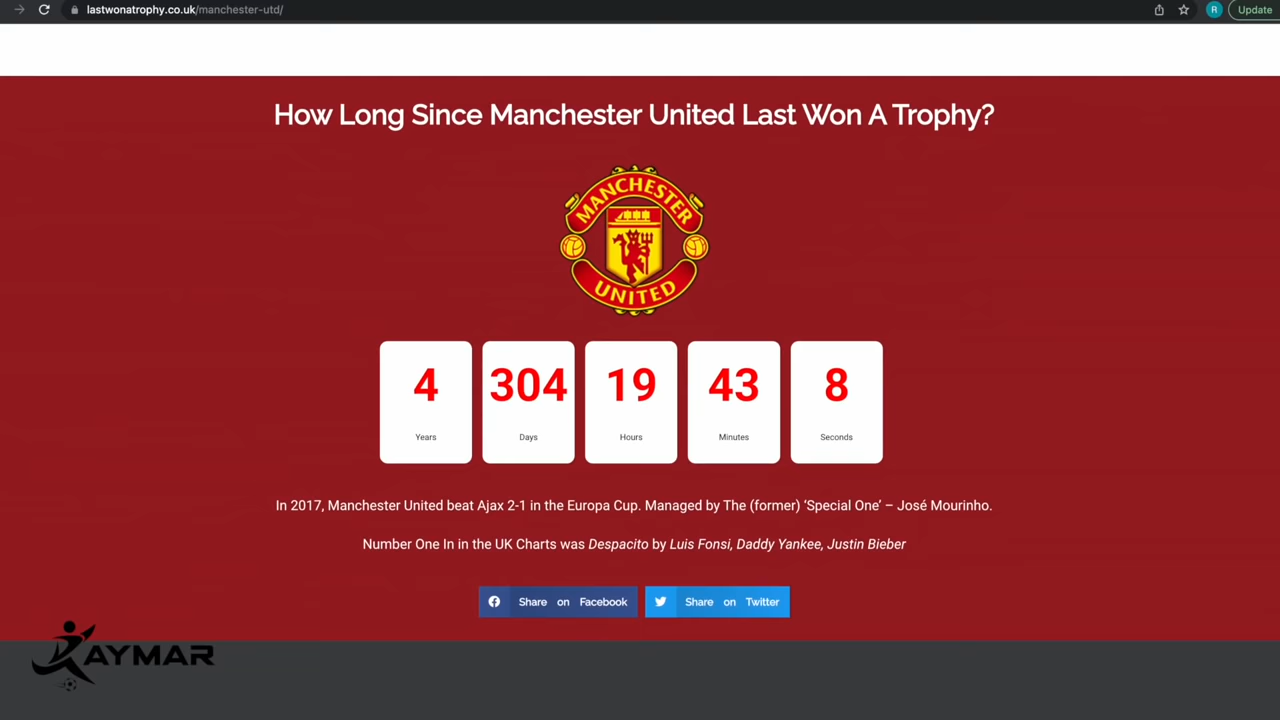 lastwonatrophy.co.uk/manchester-utd/
R
Update
How Long Since Manchester United Last Won A Trophy?
MANCHESTER
UNITED
4 304 19 43 8
Years Days Hours Minutes Seconds
In 2017, Manchester United beat Ajax 2-1 in the Europa Cup. Managed by The (former) ‘Special One’ – José Mourinho.
Number One In in the UK Charts was Despacito by Luis Fonsi, Daddy Yankee, Justin Bieber
Share on Facebook Share on Twitter
KAYMAR